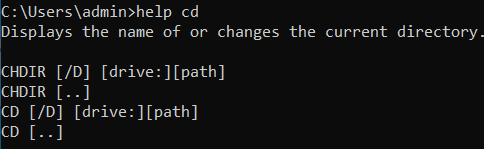 C:\Users\admin>help cd
Displays the name of or changes the current directory.
CHDIR [/D] [drive:][path]
CHDIR [..]
CD [/D] [drive:][path]
CD [..]